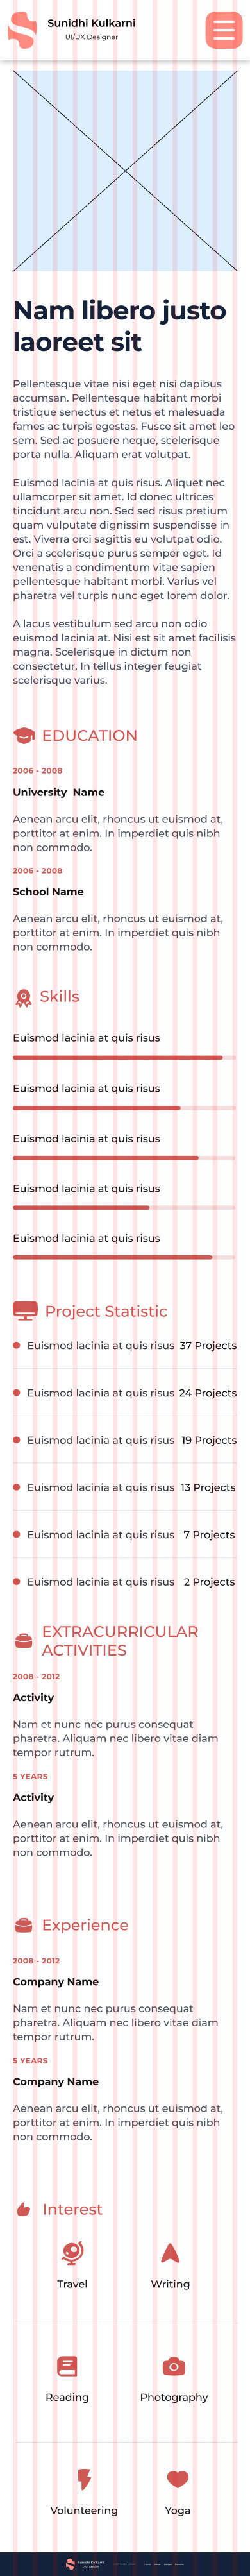 Sunidhi Kulkarni
UI/UX Designer
Nam libero justo
laoreet sit
Pellentesque vitae nisi eget nisi dapibus
accumsan. Pellentesque habitant morbi
tristique senectus et netus et malesuada
fames ac turpis egestas. Fusce sit amet leo
sem. Sed ac posuere neque, scelerisque
porta nulla. Aliquam erat volutpat.
Euismod lacinia at quis risus. Aliquet nec
ullamcorper sit amet. Id donec ultrices
tincidunt arcu non. Sed sed risus pretium
quam vulputate dignissim suspendisse in
est. Viverra orci sagittis eu volutpat odio.
Orci a scelerisque purus semper eget. Id
venenatis a condimentum vitae sapien
pellentesque habitant morbi. Varius vel
pharetra vel turpis nunc eget lorem dolor.
A lacus vestibulum sed arcu non odio
euismod lacinia at. Nisi est sit amet facilisis
magna. Scelerisque in dictum non
consectetur. In tellus integer feugiat
scelerisque varius.
EDUCATION
2006 - 2008
University Name
Aenean arcu elit, rhoncus ut euismod at,
porttitor at enim. In imperdiet quis nibh
non commodo.
2006 - 2008
School Name
Aenean arcu elit, rhoncus ut euismod at,
porttitor at enim. In imperdiet quis nibh
non commodo.
Skills
Euismod lacinia at quis risus
Euismod lacinia at quis risus
Euismod lacinia at quis risus
Euismod lacinia at quis risus
Euismod lacinia at quis risus
Project Statistic
Euismod lacinia at quis risus 37 Projects
Euismod lacinia at quis risus 24 Projects
Euismod lacinia at quis risus 19 Projects
Euismod lacinia at quis risus 13 Projects
Euismod lacinia at quis risus 7 Projects
Euismod lacinia at quis risus 2 Projects
EXTRACURRICULAR
ACTIVITIES
2008 - 2012
Activity
Nam et nunc nec purus consequat
pharetra. Aliquam nec libero vitae diam
tempor rutrum.
5 YEARS
Activity
Aenean arcu elit, rhoncus ut euismod at,
porttitor at enim. In imperdiet quis nibh
non commodo.
Experience
2008 - 2012
Company Name
Nam et nunc nec purus consequat
pharetra. Aliquam nec libero vitae diam
tempor rutrum.
5 YEARS
Company Name
Aenean arcu elit, rhoncus ut euismod at,
porttitor at enim. In imperdiet quis nibh
non commodo.
Interest
Travel Writing
Reading Photography
Volunteering Yoga
Sunidhi Kulkarni
UI/UX Designer